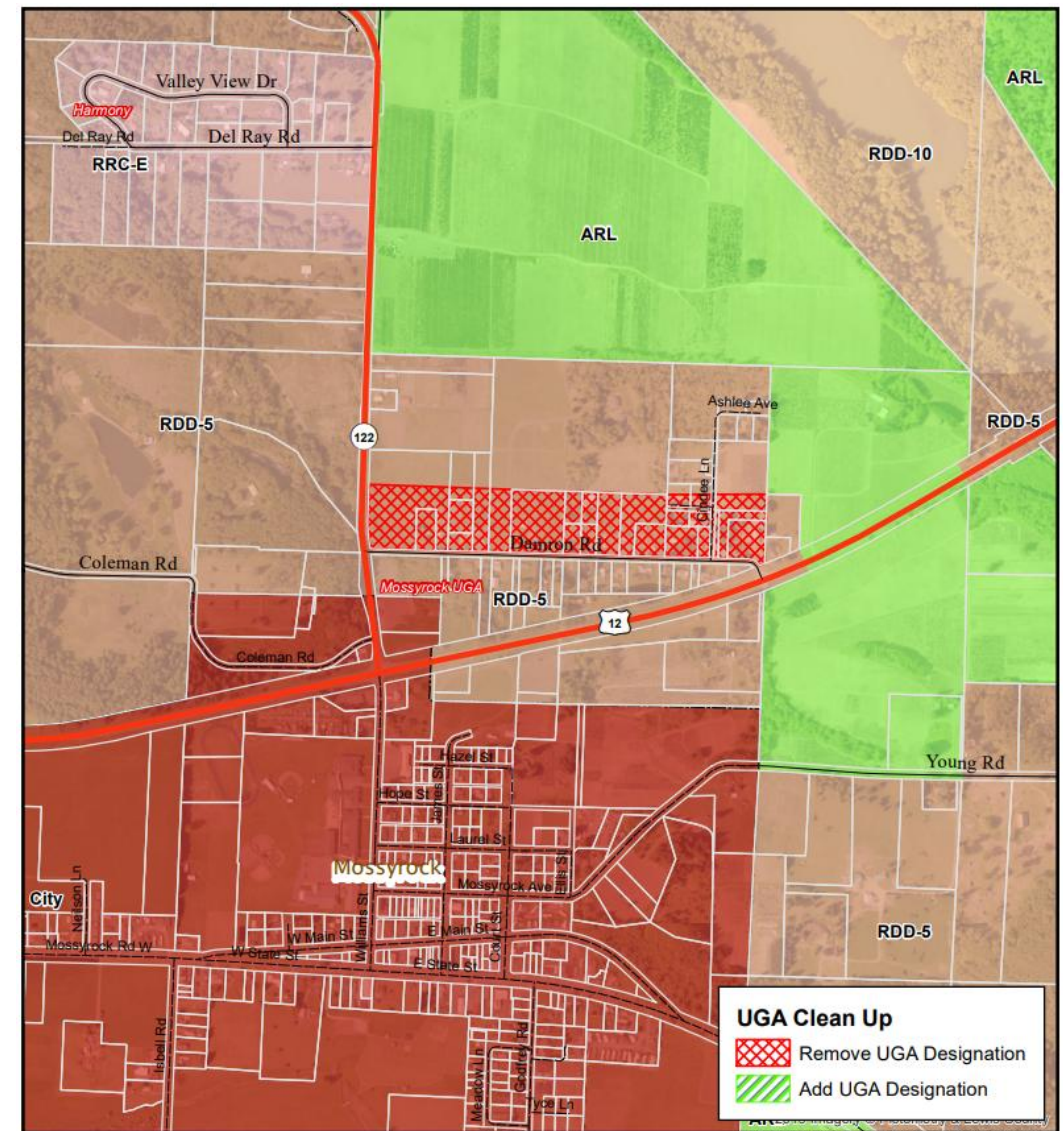 Valley View Dr
Harmony
Del Ray Rd
Del Ray Rd
RRC-E
ARL
RDD-10
ARL
RDD-5
122
Ashlee Ave
RDD-5
Damron Rd
Coleman Rd
Mossyrock UGA
RDD-5
12
Coleman Rd
Young Rd
Hazel St
James St
Hope St
Laurel St
Mossyrock
Mossyrock Ave
City
Williams St
Court St
Mossyrock Rd W
W Main St
E Main St
W State St
E State St
RDD-5
Isbell Rd
Meadow Ln
Godfrey Rd
Tyce Ln
UGA Clean Up
Remove UGA Designation
Add UGA Designation